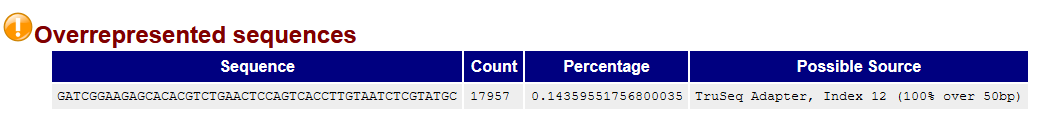 Overrepresented sequences
Sequence Count Percentage Possible Source
GATCGGAAGAGCACACGTCTGAACTCCAGTCACCTTGTAATCTCGTATGC 17957 0.14359551756800035 TruSeq Adapter, Index 12 (100% over 50bp)